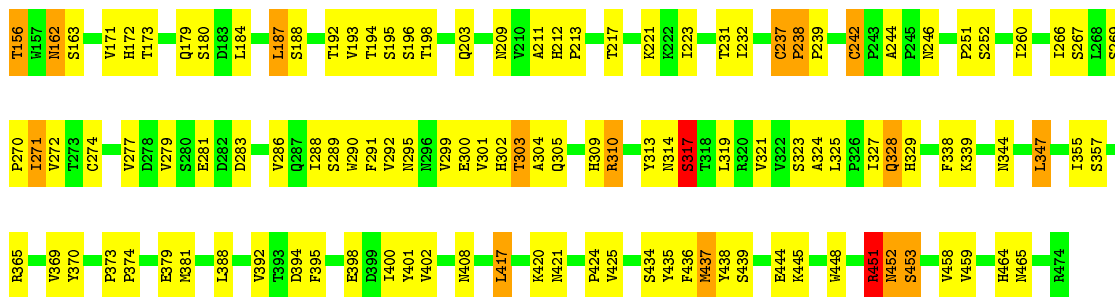 T156 W157 N162 S163 V171 H172 T173 Q179 S180 D183 L184 L187 S188 T192 V193 T194 S195 S196 T198 Q203 N209 V210 A211 H212 P213 T217 K221 K222 I223 T231 I232 C237 P238 P239 C242 P243 A244 P245 N246 P251 S252 I260 I266 S267 L268 S269
P270 I271 V272 T273 C274 V277 D278 V279 S280 E281 D282 D283 V286 Q287 I288 S289 W290 F291 V292 N295 N296 V299 E300 V301 H302 T303 A304 Q305 H309 R310 Y313 N314 S317 T318 L319 R320 V321 V322 S323 A324 L325 P326 I327 Q328 H329 F338 K339 N344 L347 I355 S357
R365 V369 Y370 P373 P374 E379 M381 L388 V392 T393 D394 F395 E398 D399 I400 Y401 V402 N408 L417 K420 N421 P424 V425 S434 Y435 F436 M437 Y438 S439 E444 K445 W448 R451 N452 S453 V458 V459 H464 N465 R474